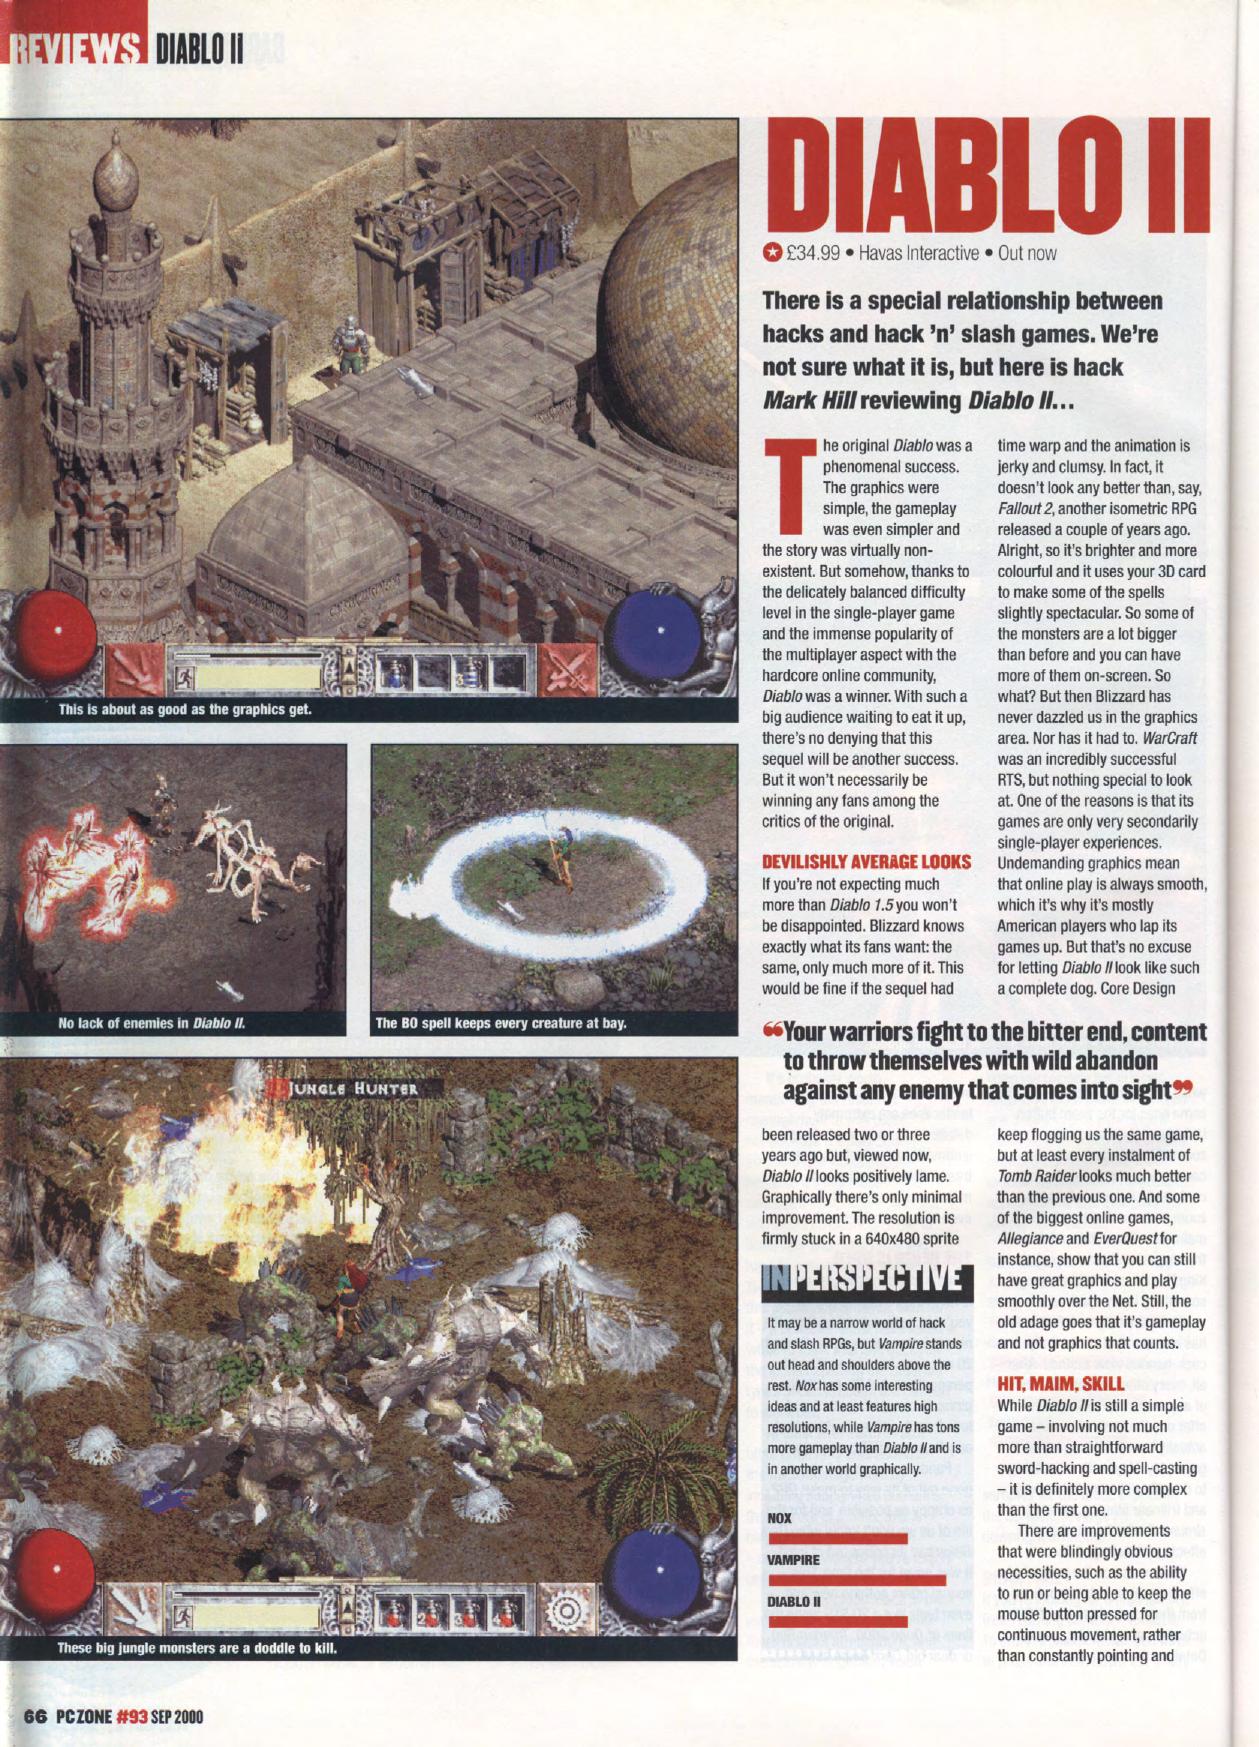 REVIEWS DIABLO II
DIABLO II
£34.99 • Havas Interactive • Out now
There is a special relationship between
hacks and hack 'n' slash games. We're
not sure what it is, but here is hack
Mark Hill reviewing Diablo II...
The original Diablo was a
phenomenal success.
The graphics were
simple, the gameplay
was even simpler and
the story was virtually non-
existent. But somehow, thanks to
the delicately balanced difficulty
level in the single-player game
and the immense popularity of
the multiplayer aspect with the
hardcore online community,
Diablo was a winner. With such a
big audience waiting to eat it up,
there's no denying that this
sequel will be another success.
But it won't necessarily be
winning any fans among the
critics of the original.
DEVILISHLY AVERAGE LOOKS
If you're not expecting much
more than Diablo 1.5 you won't
be disappointed. Blizzard knows
exactly what its fans want: the
same, only much more of it. This
would be fine if the sequel had
been released two or three
years ago but, viewed now,
Diablo II looks positively lame.
Graphically there's only minimal
improvement. The resolution is
firmly stuck in a 640x480 sprite
time warp and the animation is
jerky and clumsy. In fact, it
doesn't look any better than, say,
Fallout 2, another isometric RPG
released a couple of years ago.
Alright, so it's brighter and more
colourful and it uses your 3D card
to make some of the spells
slightly spectacular. So some of
the monsters are a lot bigger
than before and you can have
more of them on-screen. So
what? But then Blizzard has
never dazzled us in the graphics
area. Nor has it had to. WarCraft
was an incredibly successful
RTS, but nothing special to look
at. One of the reasons is that its
games are only very secondarily
single-player experiences.
Undemanding graphics mean
that online play is always smooth,
which it's why it's mostly
American players who lap its
games up. But that's no excuse
for letting Diablo II look like such
a complete dog. Core Design
keep flogging us the same game,
but at least every instalment of
Tomb Raider looks much better
than the previous one. And some
of the biggest online games,
Allegiance and EverQuest for
instance, show that you can still
have great graphics and play
smoothly over the Net. Still, the
old adage goes that it's gameplay
and not graphics that counts.
HIT, MAIM, SKILL
While Diablo II is still a simple
game – involving not much
more than straightforward
sword-hacking and spell-casting
– it is definitely more complex
than the first one.
There are improvements
that were blindingly obvious
necessities, such as the ability
to run or being able to keep the
mouse button pressed for
continuous movement, rather
than constantly pointing and
“Your warriors fight to the bitter end, content
to throw themselves with wild abandon
against any enemy that comes into sight”
INPERSPECTIVE
It may be a narrow world of hack
and slash RPGs, but Vampire stands
out head and shoulders above the
rest. Nox has some interesting
ideas and at least features high
resolutions, while Vampire has tons
more gameplay than Diablo II and is
in another world graphically.
NOX
VAMPIRE
DIABLO II
This is about as good as the graphics get.
No lack of enemies in Diablo II.
The BO spell keeps every creature at bay.
JUNGLE HUNTER
These big jungle monsters are a doddle to kill.
66 PCZONE #93 SEP 2000